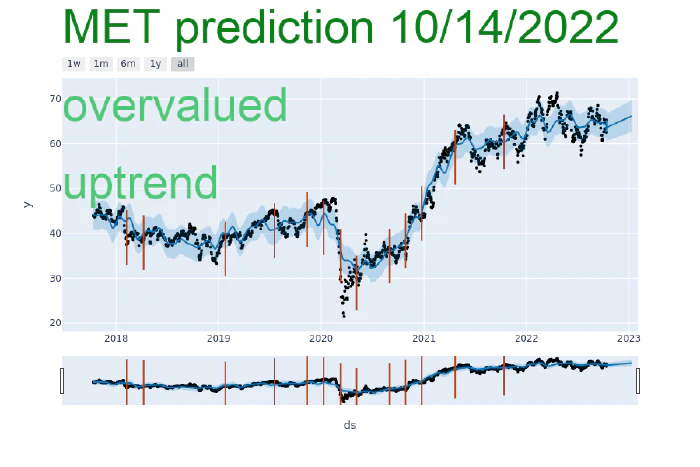 MET prediction 10/14/2022
1w 1m 6m 1y all
overvalued
uptrend
70
60
50
40
30
20
y
2018 2019 2020 2021 2022 2023
ds